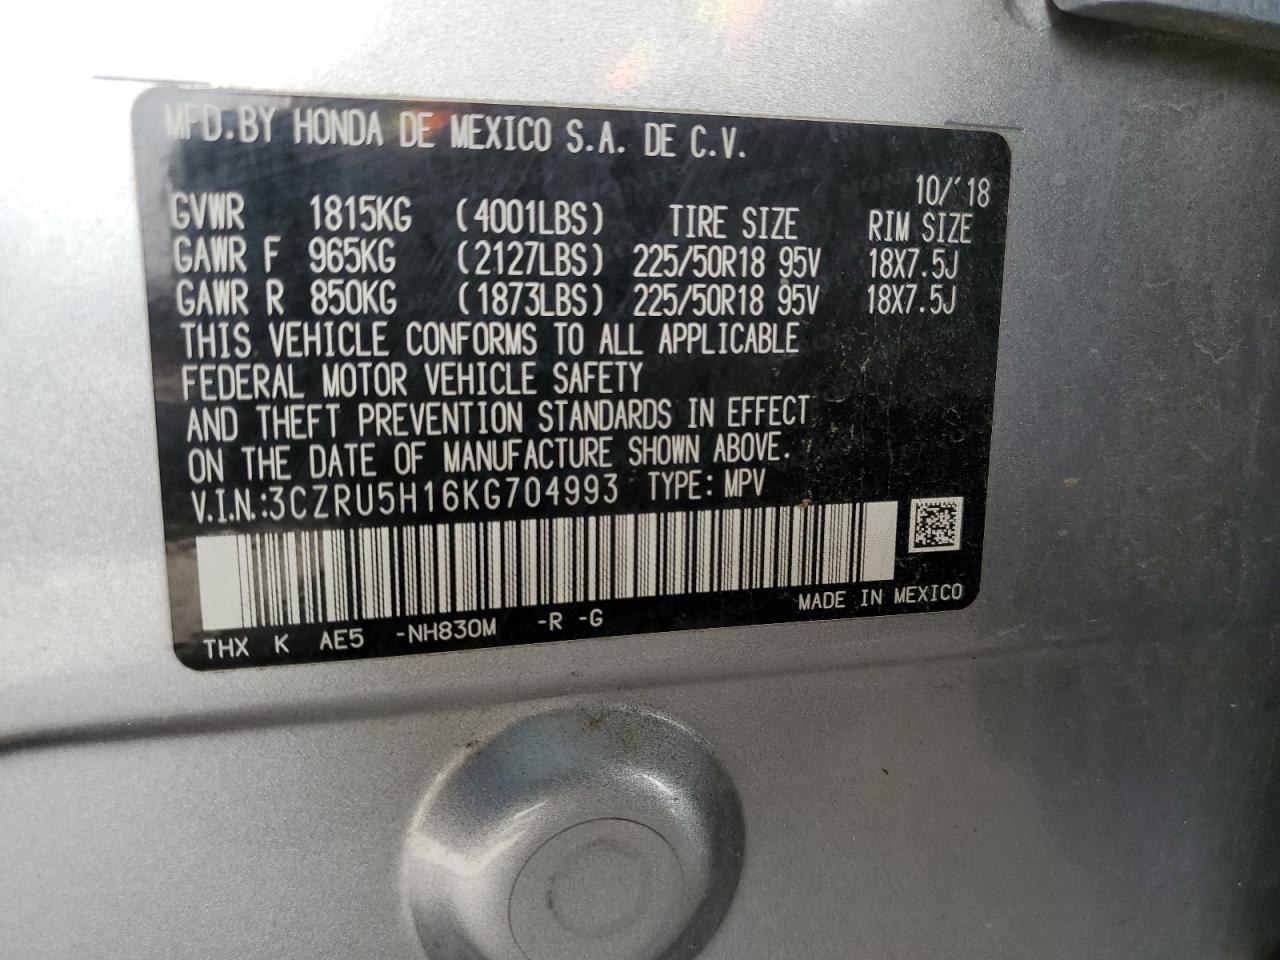 MFD.BY HONDA DE MEXICO S.A. DE C.V.
10/'18
GVWR 1815KG (4001LBS) TIRE SIZE RIM SIZE
GAWR F 965KG (2127LBS) 225/50R18 95V 18X7.5J
GAWR R 850KG (1873LBS) 225/50R18 95V 18X7.5J
THIS VEHICLE CONFORMS TO ALL APPLICABLE
FEDERAL MOTOR VEHICLE SAFETY
AND THEFT PREVENTION STANDARDS IN EFFECT
ON THE DATE OF MANUFACTURE SHOWN ABOVE.
V.I.N.:3CZRU5H16KG704993 TYPE: MPV
MADE IN MEXICO
THX K AE5 -NH830M -R -G